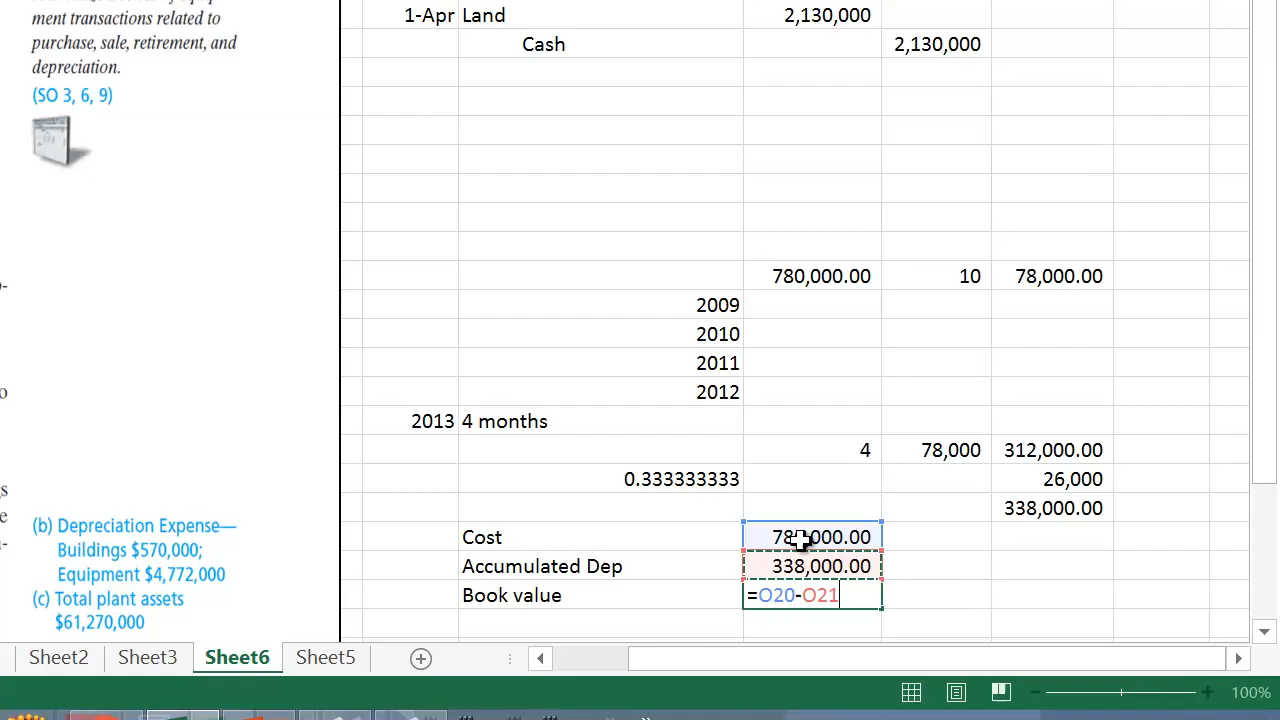 ment transactions related to
purchase, sale, retirement, and
depreciation.
(SO 3, 6, 9)
1-Apr Land 2,130,000
Cash 2,130,000
780,000.00 10 78,000.00
2009
2010
2011
2012
2013 4 months
4 78,000 312,000.00
0.333333333 26,000
338,000.00
Cost 780,000.00
Accumulated Dep 338,000.00
Book value =O20-O21
(b) Depreciation Expense—
Buildings $570,000;
Equipment $4,772,000
(c) Total plant assets
$61,270,000
Sheet2 Sheet3 Sheet6 Sheet5
100%